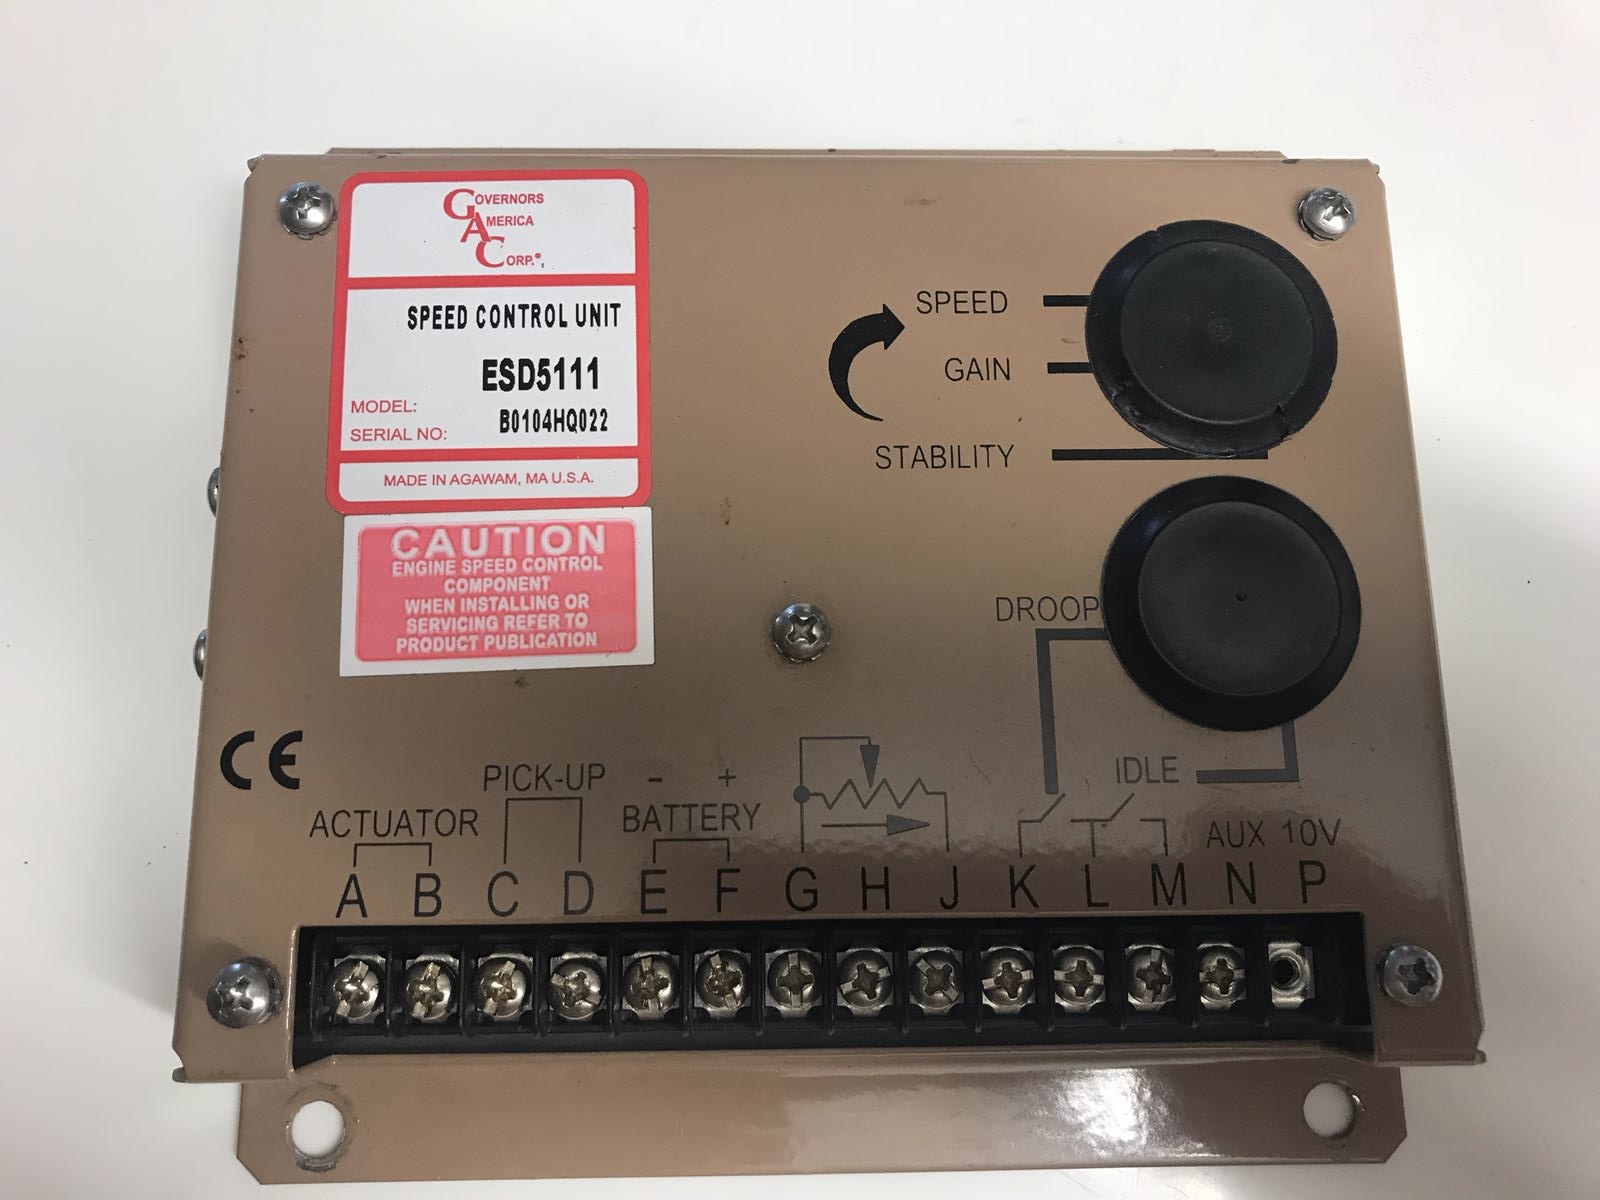 GOVERNORS
AMERICA
CORP.®,
SPEED CONTROL UNIT
ESD5111
MODEL:
B0104HQ022
SERIAL NO:
MADE IN AGAWAM, MA U.S.A.
CAUTION
ENGINE SPEED CONTROL
COMPONENT
WHEN INSTALLING OR
SERVICING REFER TO
PRODUCT PUBLICATION
SPEED
GAIN
STABILITY
DROOP
IDLE
CE
PICK-UP
- +
ACTUATOR
BATTERY
AUX 10V
A B C D E F G H J K L M N P